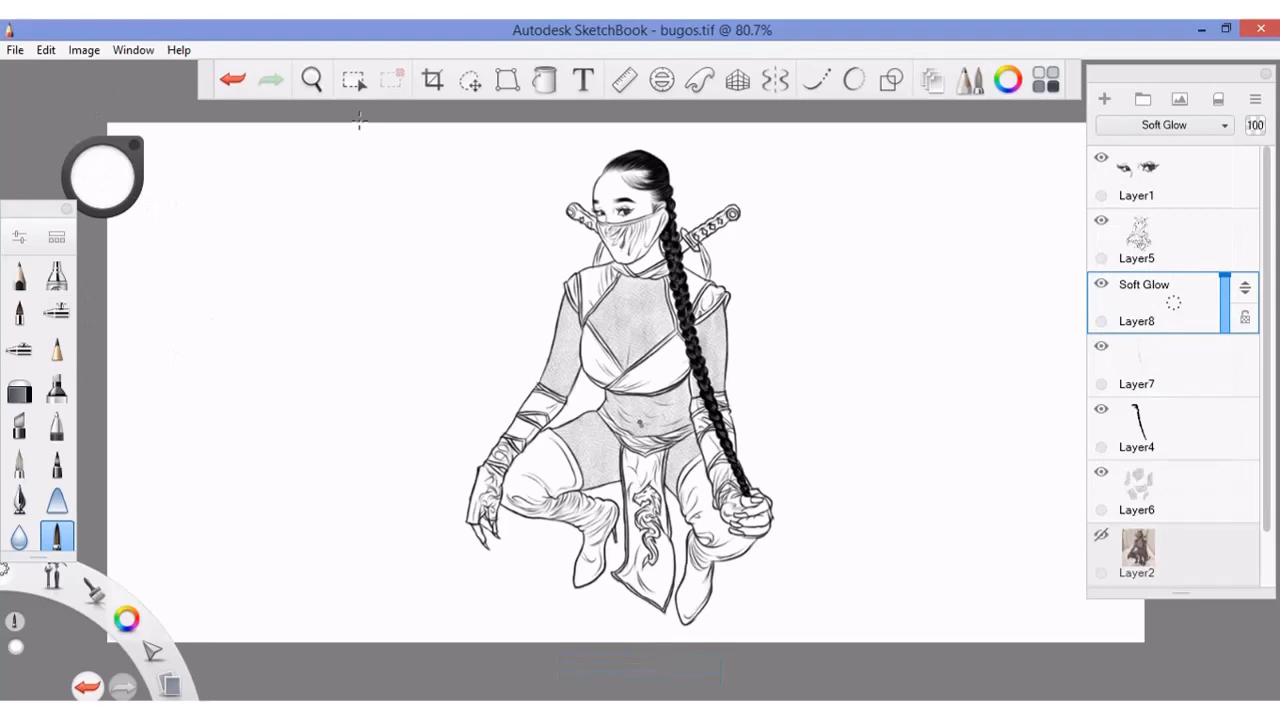 Autodesk SketchBook - bugos.tif @ 80.7%
File Edit Image Window Help
T
Soft Glow 100
Layer1
Layer5
Soft Glow
Layer8
Layer7
Layer4
Layer6
Layer2